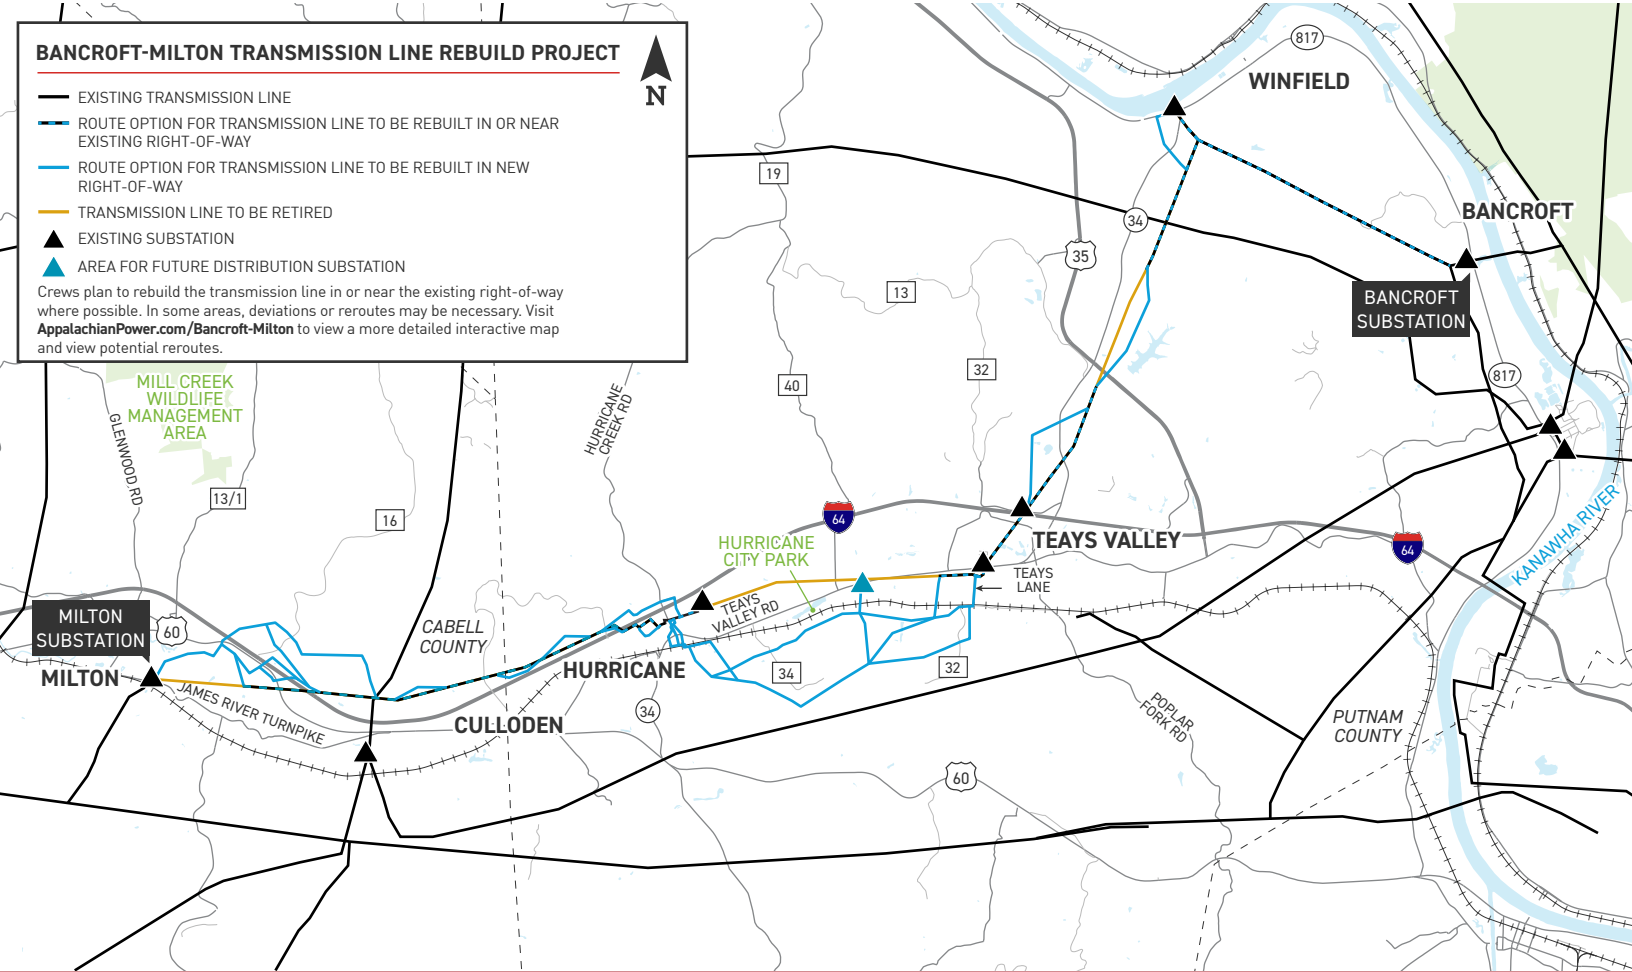 BANCROFT-MILTON TRANSMISSION LINE REBUILD PROJECT
N
EXISTING TRANSMISSION LINE
ROUTE OPTION FOR TRANSMISSION LINE TO BE REBUILT IN OR NEAR
EXISTING RIGHT-OF-WAY
ROUTE OPTION FOR TRANSMISSION LINE TO BE REBUILT IN NEW
RIGHT-OF-WAY
TRANSMISSION LINE TO BE RETIRED
EXISTING SUBSTATION
AREA FOR FUTURE DISTRIBUTION SUBSTATION
Crews plan to rebuild the transmission line in or near the existing right-of-way
where possible. In some areas, deviations or reroutes may be necessary. Visit
AppalachianPower.com/Bancroft-Milton to view a more detailed interactive map
and view potential reroutes.
817
WINFIELD
19
34
BANCROFT
35
13
BANCROFT
SUBSTATION
32
40
817
MILL CREEK
WILDLIFE
MANAGEMENT
AREA
GLENWOOD RD
HURRICANE
CREEK RD
13/1
16
64
KANAWHA RIVER
HURRICANE
CITY PARK
TEAYS VALLEY
64
TEAYS
LANE
TEAYS
VALLEY RD
MILTON
SUBSTATION
60
CABELL
COUNTY
HURRICANE
34
32
MILTON
JAMES RIVER TURNPIKE
CULLODEN
34
POPLAR
FORK RD
PUTNAM
COUNTY
60